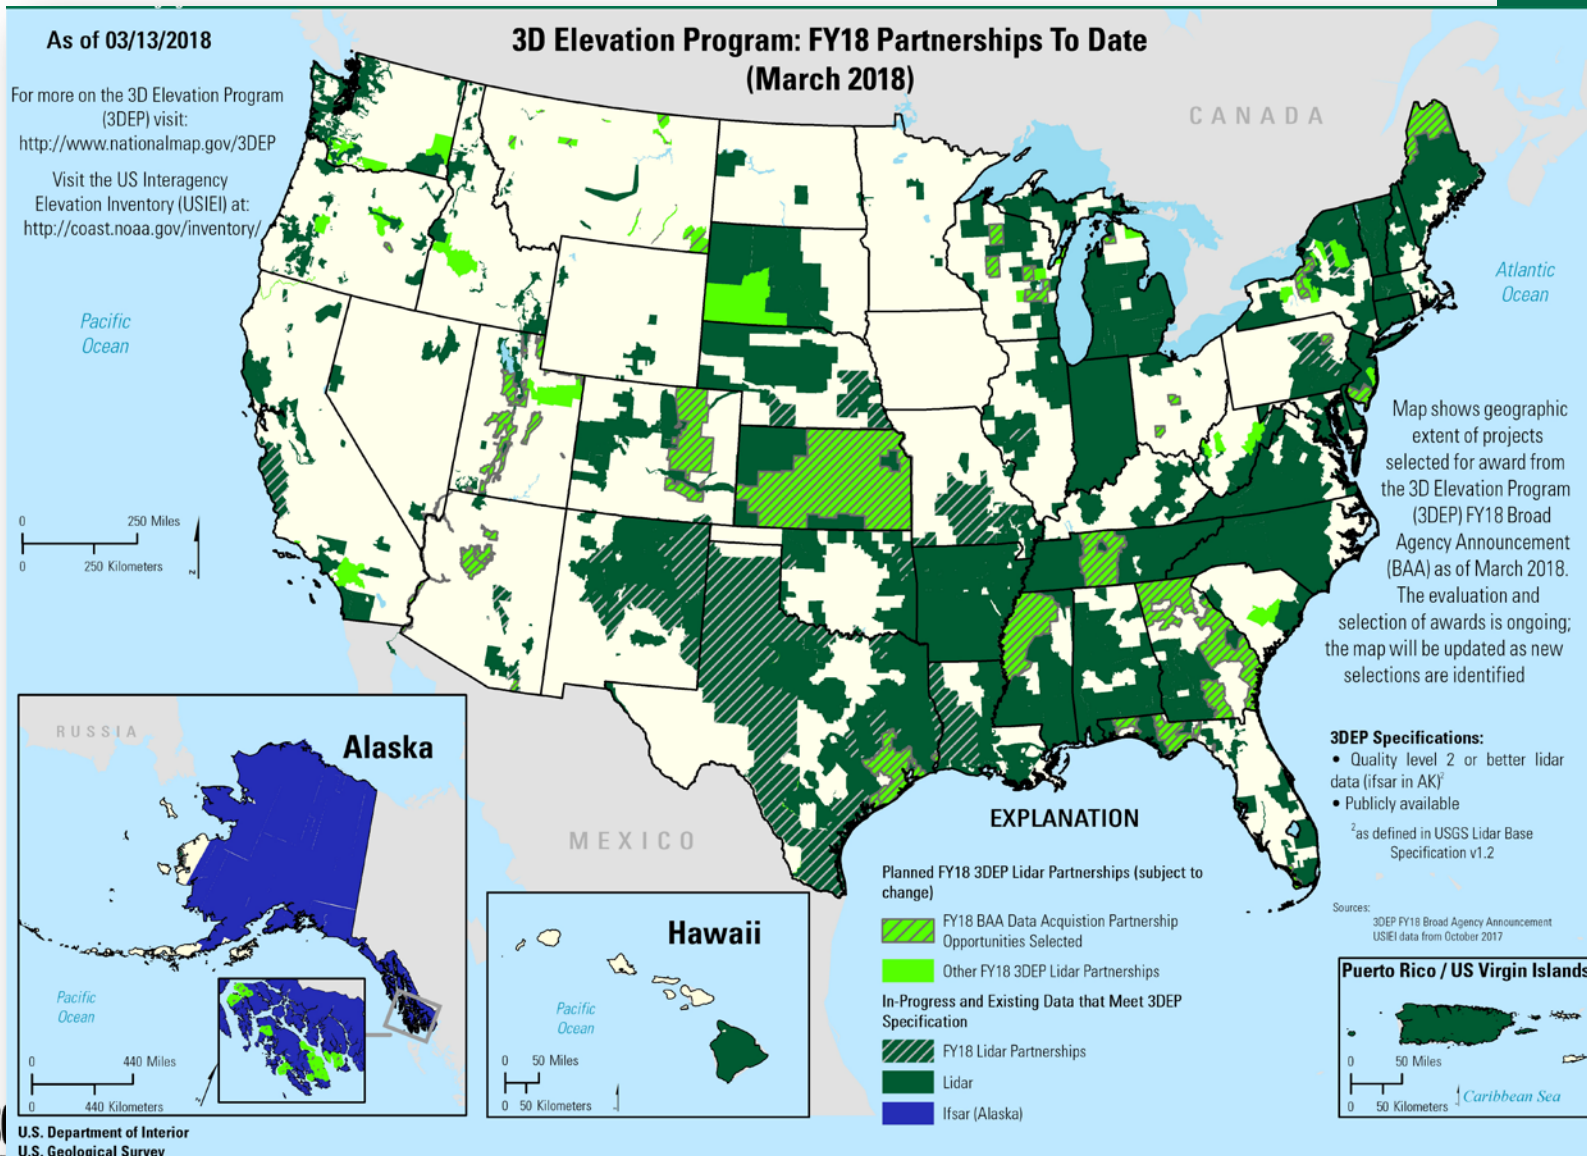 As of 03/13/2018
3D Elevation Program: FY18 Partnerships To Date
(March 2018)
For more on the 3D Elevation Program
(3DEP) visit:
http://www.nationalmap.gov/3DEP
Visit the US Interagency
Elevation Inventory (USIEI) at:
http://coast.noaa.gov/inventory/
CANADA
Pacific
Ocean
Atlantic
Ocean
0 250 Miles
0 250 Kilometers
z
Map shows geographic
extent of projects
selected for award from
the 3D Elevation Program
(3DEP) FY18 Broad
Agency Announcement
(BAA) as of March 2018.
The evaluation and
selection of awards is ongoing;
the map will be updated as new
selections are identified
3DEP Specifications:
• Quality level 2 or better lidar
data (ifsar in AK)²
• Publicly available
²as defined in USGS Lidar Base
Specification v1.2
Sources:
3DEP FY18 Broad Agency Announcement
USIEI data from October 2017
RUSSIA
Alaska
Pacific
Ocean
0 440 Miles
0 440 Kilometers
z
MEXICO
Hawaii
Pacific
Ocean
0 50 Miles
0 50 Kilometers
EXPLANATION
Planned FY18 3DEP Lidar Partnerships (subject to
change)
FY18 BAA Data Acquistion Partnership
Opportunities Selected
Other FY18 3DEP Lidar Partnerships
In-Progress and Existing Data that Meet 3DEP
Specification
FY18 Lidar Partnerships
Lidar
Ifsar (Alaska)
Puerto Rico / US Virgin Islands
0 50 Miles
0 50 Kilometers
Caribbean Sea
U.S. Department of Interior
U.S. Geological Survey